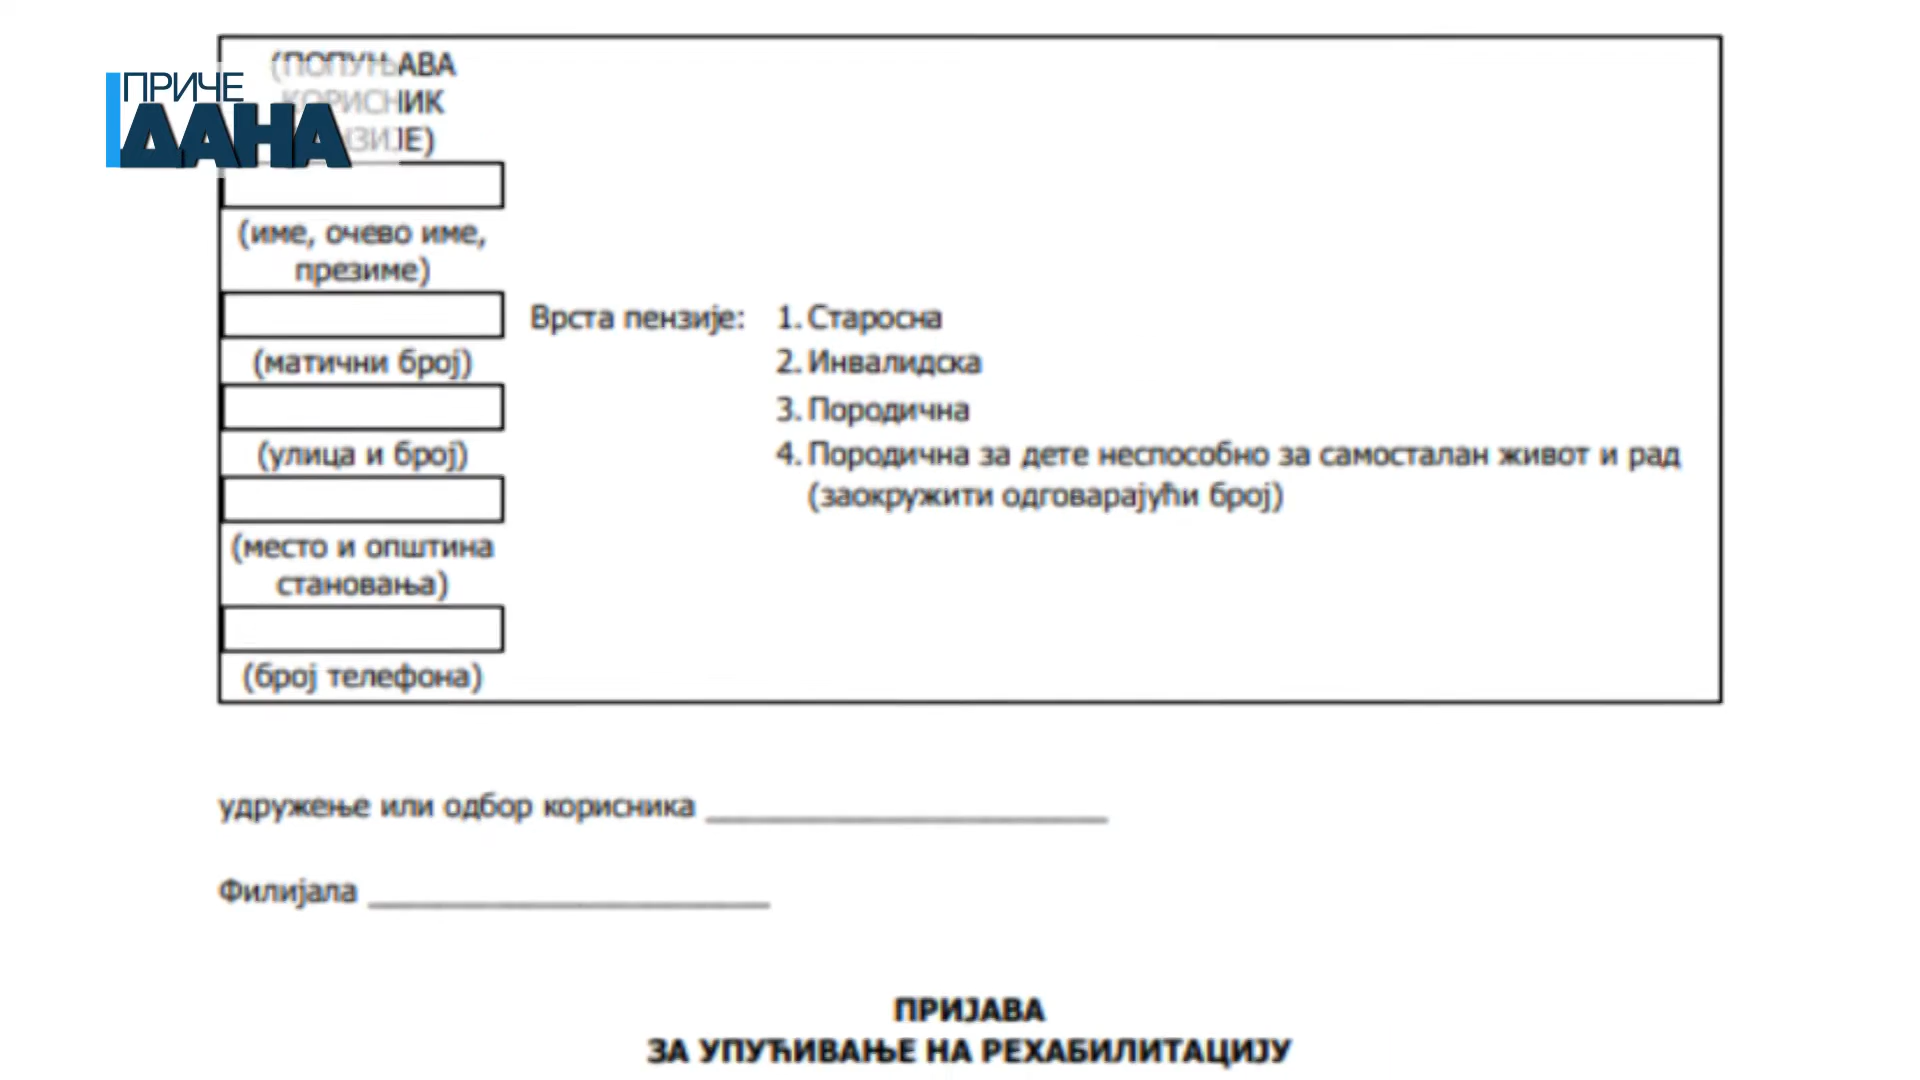 (ПОПУЊАВА
КОРИСНИК
ПРИЧЕ
ДАНА
(име, очево име,
презиме)
(матични број)
(улица и број)
(место и општина
становања)
(број телефона)
Врста пензије:
1. Старосна
2. Инвалидска
3. Породична
4. Породична за дете неспособно за самосталан живот и рад
(заокружити одговарајући број)
удружење или одбор корисника
Филијала
ПРИЈАВА
ЗА УПУЋИВАЊЕ НА РЕХАБИЛИТАЦИЈУ